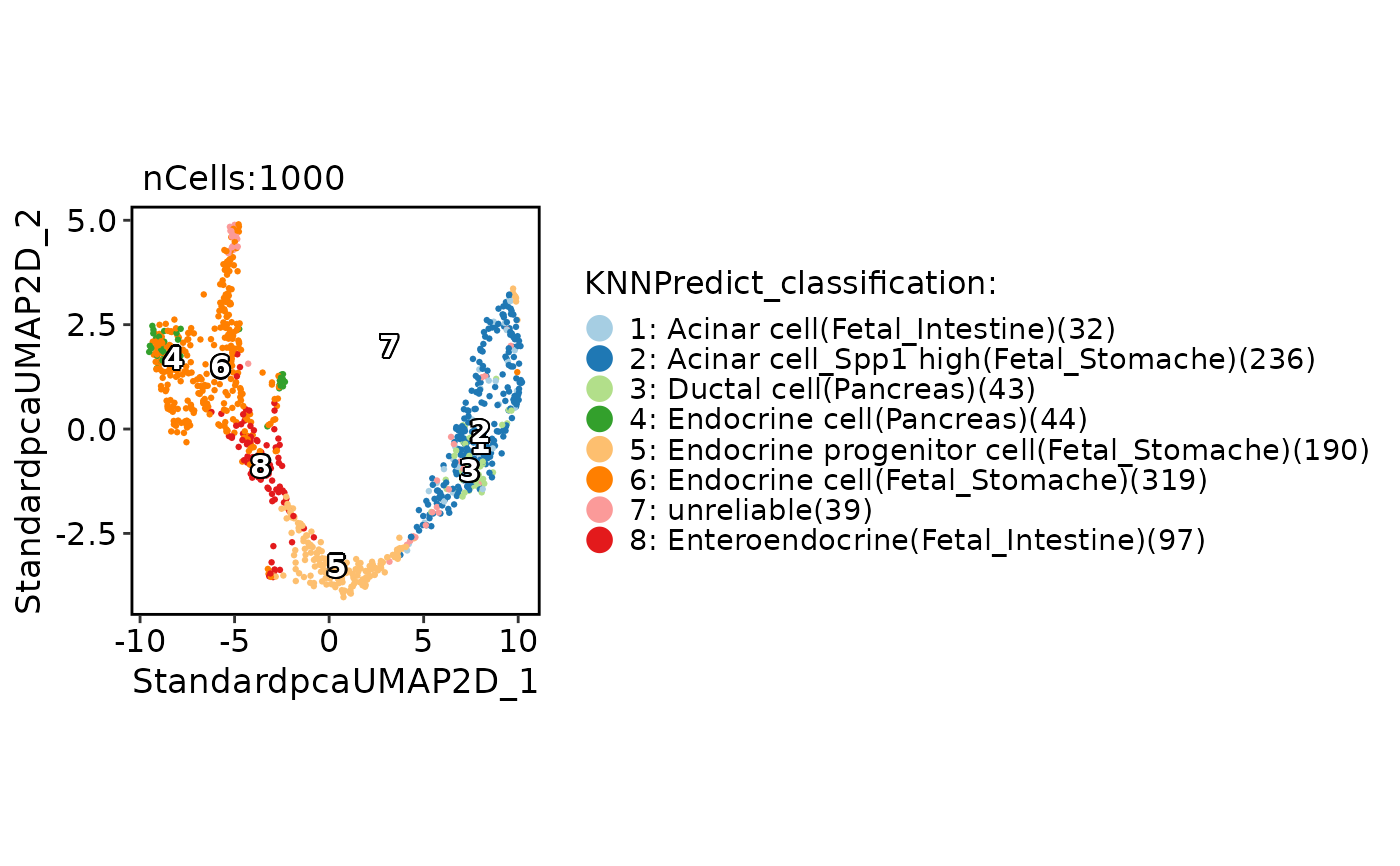 nCells:1000
StandardpcaUMAP2D_2
5.0
2.5
0.0
-2.5
-10
-5
0
5
10
StandardpcaUMAP2D_1
7
4
6
2
1
3
8
5
KNNPredict_classification:
1: Acinar cell(Fetal_Intestine)(32)
2: Acinar cell_Spp1 high(Fetal_Stomache)(236)
3: Ductal cell(Pancreas)(43)
4: Endocrine cell(Pancreas)(44)
5: Endocrine progenitor cell(Fetal_Stomache)(190)
6: Endocrine cell(Fetal_Stomache)(319)
7: unreliable(39)
8: Enteroendocrine(Fetal_Intestine)(97)